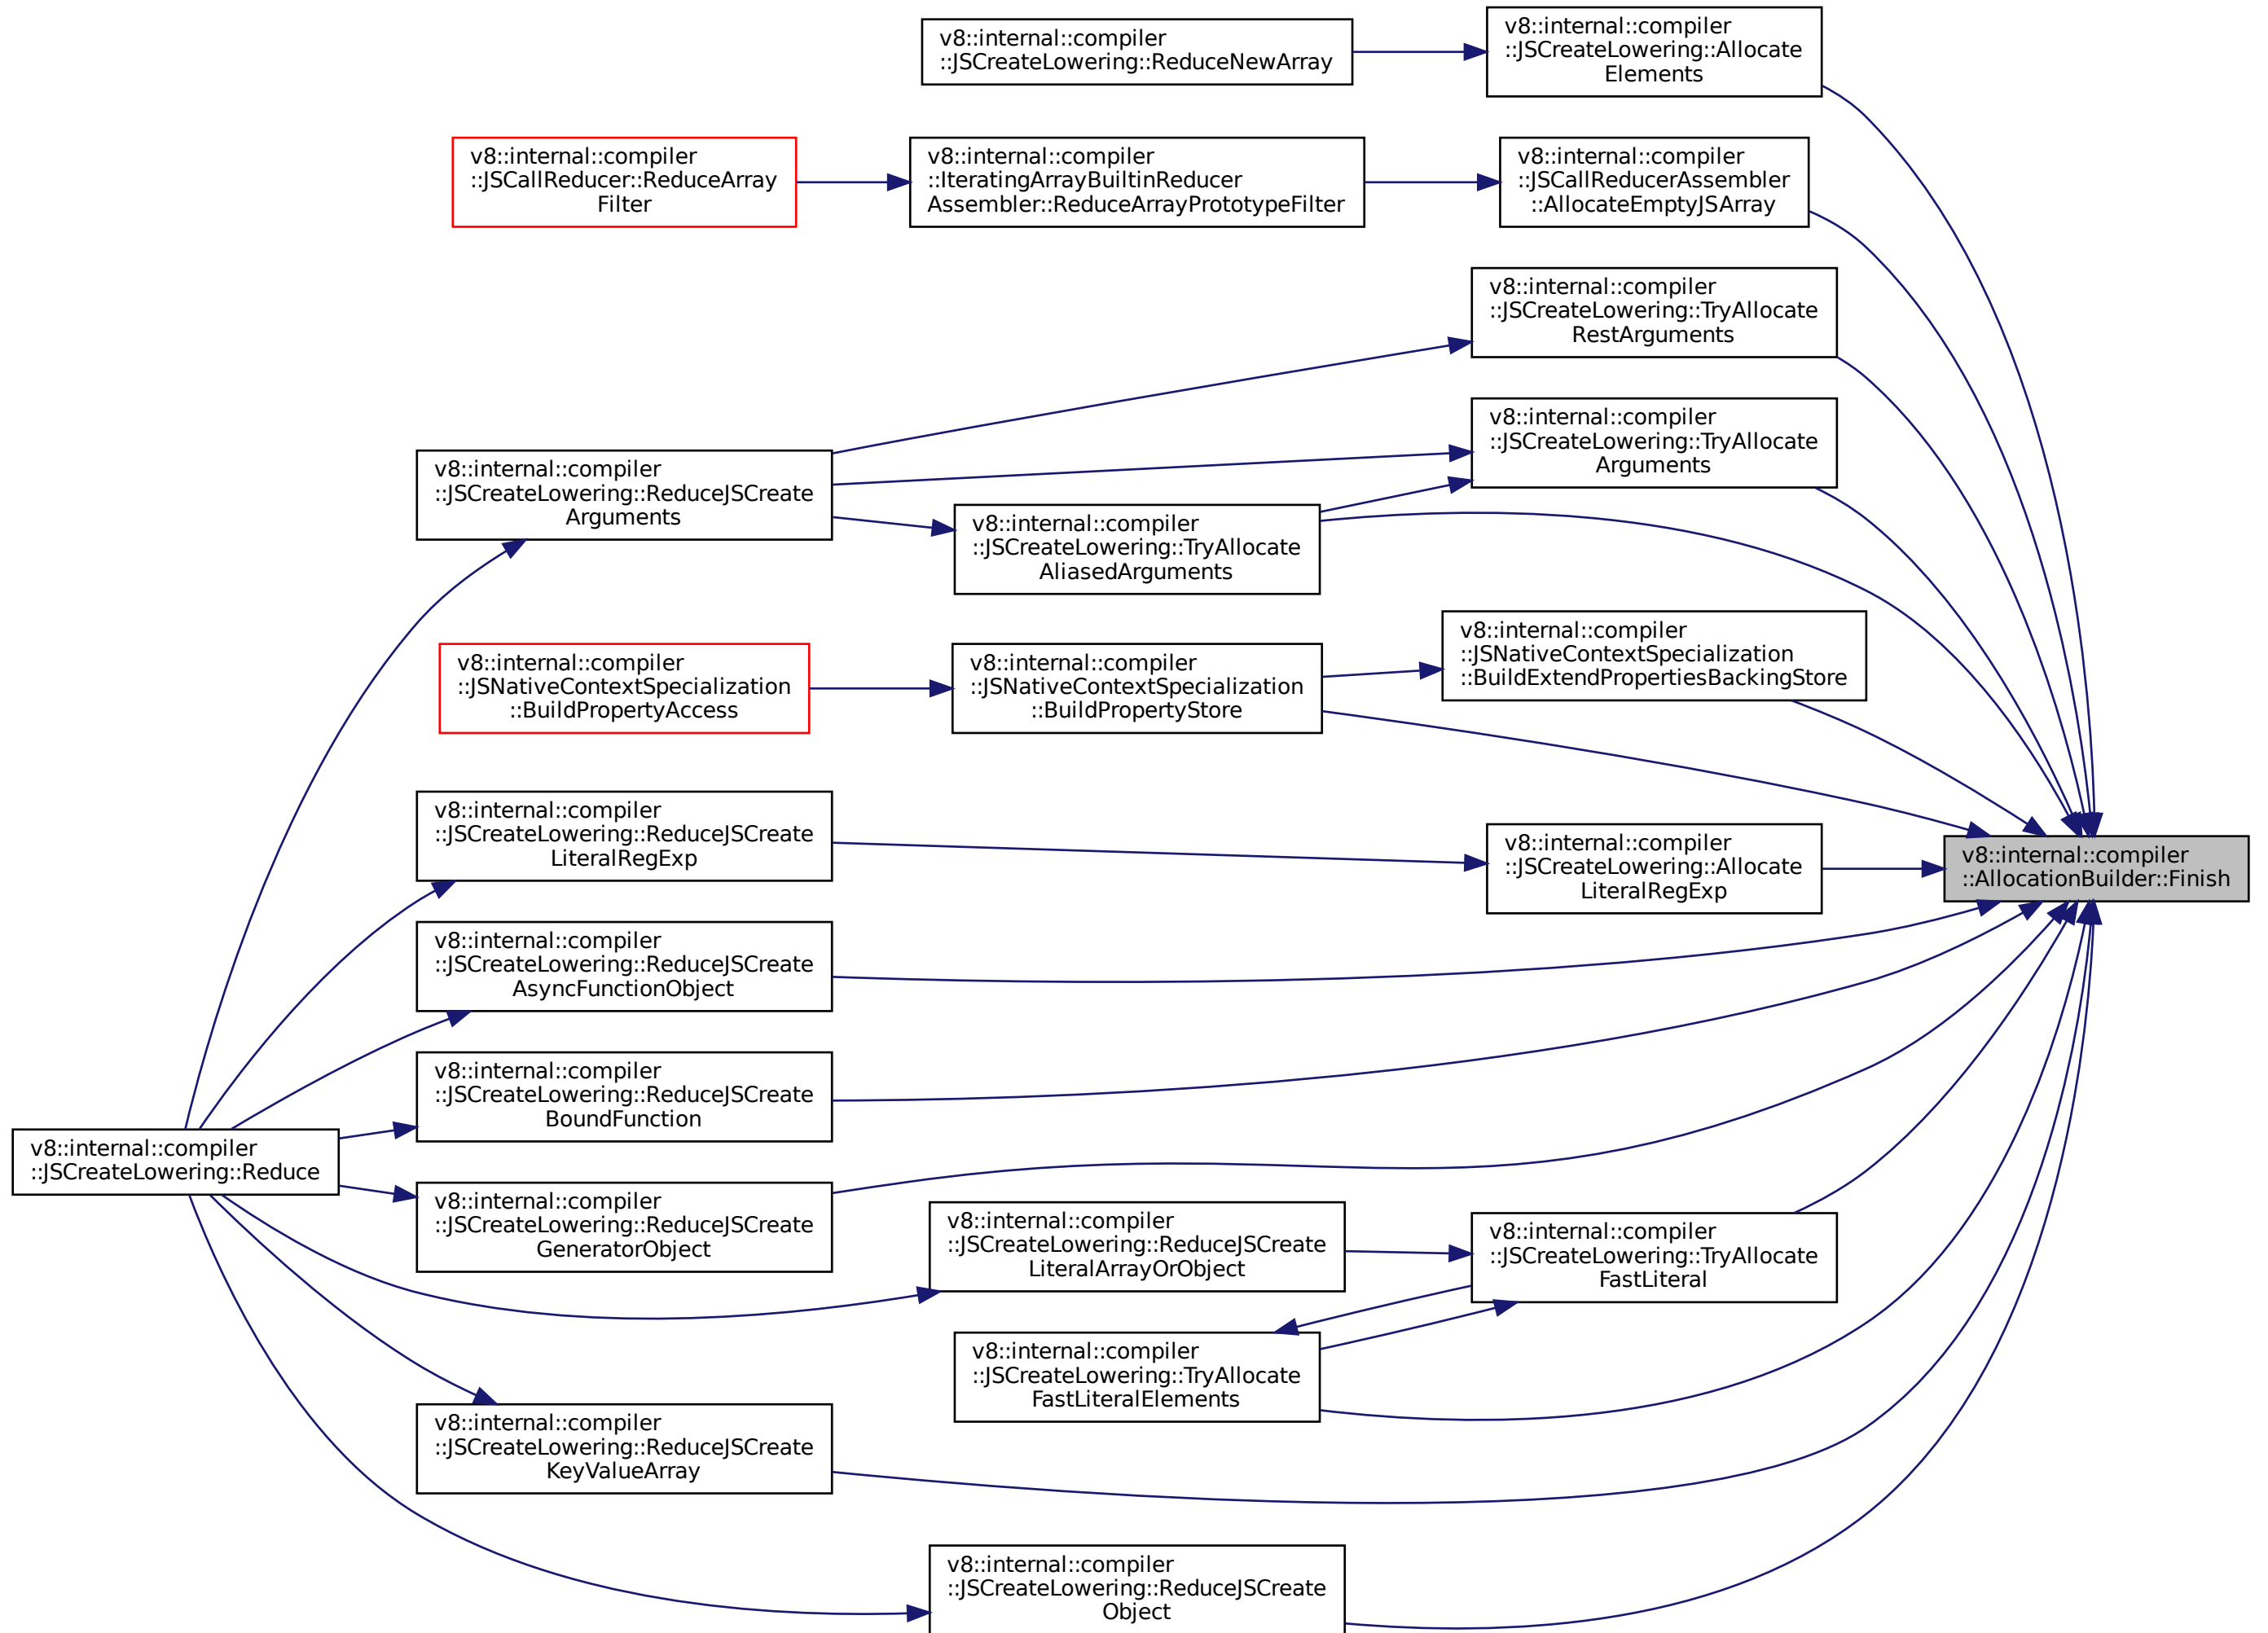 v8::internal::compiler
::JSCreateLowering::ReduceNewArray
v8::internal::compiler
::JSCreateLowering::Allocate
Elements
v8::internal::compiler
::JSCallReducer::ReduceArray
Filter
v8::internal::compiler
::IteratingArrayBuiltinReducer
Assembler::ReduceArrayPrototypeFilter
v8::internal::compiler
::JSCallReducerAssembler
::AllocateEmptyJSArray
v8::internal::compiler
::JSCreateLowering::TryAllocate
RestArguments
v8::internal::compiler
::JSCreateLowering::TryAllocate
Arguments
v8::internal::compiler
::JSCreateLowering::ReduceJSCreate
Arguments
v8::internal::compiler
::JSCreateLowering::TryAllocate
AliasedArguments
v8::internal::compiler
::JSNativeContextSpecialization
::BuildExtendPropertiesBackingStore
v8::internal::compiler
::JSNativeContextSpecialization
::BuildPropertyAccess
v8::internal::compiler
::JSNativeContextSpecialization
::BuildPropertyStore
v8::internal::compiler
::JSCreateLowering::ReduceJSCreate
LiteralRegExp
v8::internal::compiler
::JSCreateLowering::Allocate
LiteralRegExp
v8::internal::compiler
::AllocationBuilder::Finish
v8::internal::compiler
::JSCreateLowering::ReduceJSCreate
AsyncFunctionObject
v8::internal::compiler
::JSCreateLowering::ReduceJSCreate
BoundFunction
v8::internal::compiler
::JSCreateLowering::Reduce
v8::internal::compiler
::JSCreateLowering::ReduceJSCreate
GeneratorObject
v8::internal::compiler
::JSCreateLowering::ReduceJSCreate
LiteralArrayOrObject
v8::internal::compiler
::JSCreateLowering::TryAllocate
FastLiteral
v8::internal::compiler
::JSCreateLowering::TryAllocate
FastLiteralElements
v8::internal::compiler
::JSCreateLowering::ReduceJSCreate
KeyValueArray
v8::internal::compiler
::JSCreateLowering::ReduceJSCreate
Object